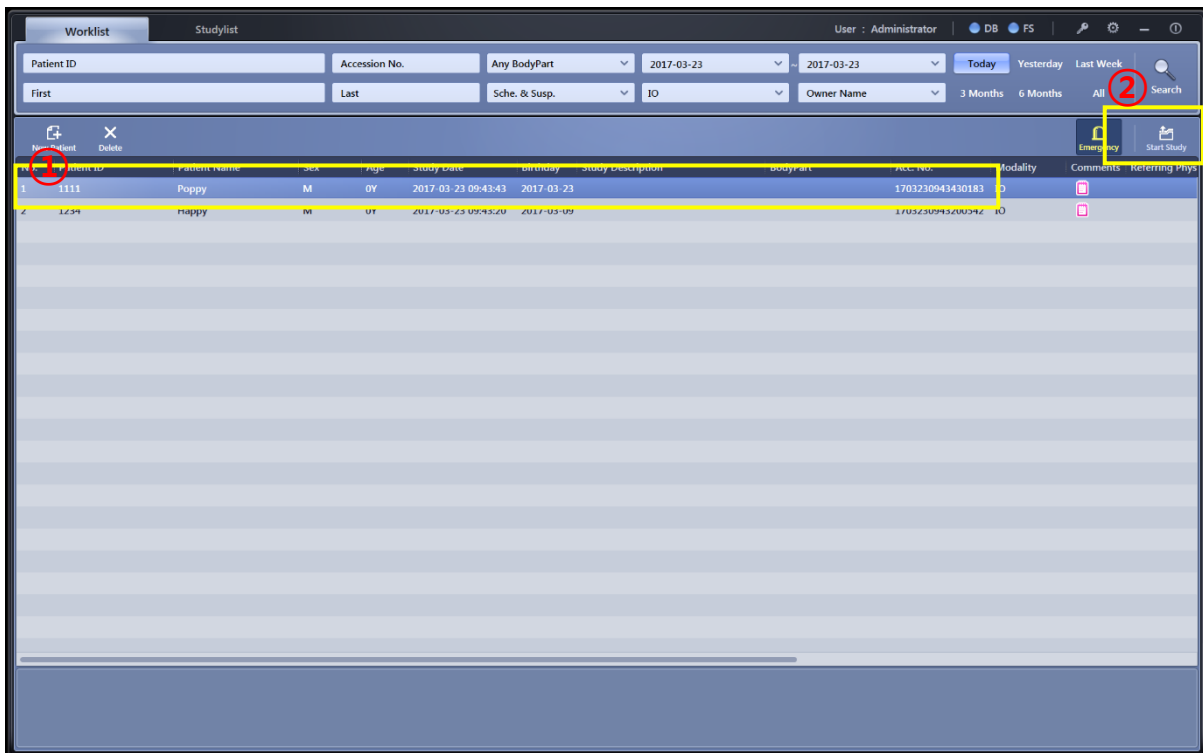 Worklist Studylist User : Administrator DB FS
Patient ID Accession No. Any BodyPart 2017-03-23 ~ 2017-03-23 Today Yesterday Last Week
First Last Sche. & Susp. IO Owner Name 3 Months 6 Months All Search
②
New Patient Delete Emergency Start Study
①
No. Patient ID Patient Name Sex Age Study Date Birthday Study Description BodyPart Acc. No. Modality Comments Referring Phys
1 1111 Poppy M 0Y 2017-03-23 09:43:43 2017-03-23 1703230943430183 IO
2 1234 Happy M 0Y 2017-03-23 09:43:20 2017-03-09 1703230943200542 IO